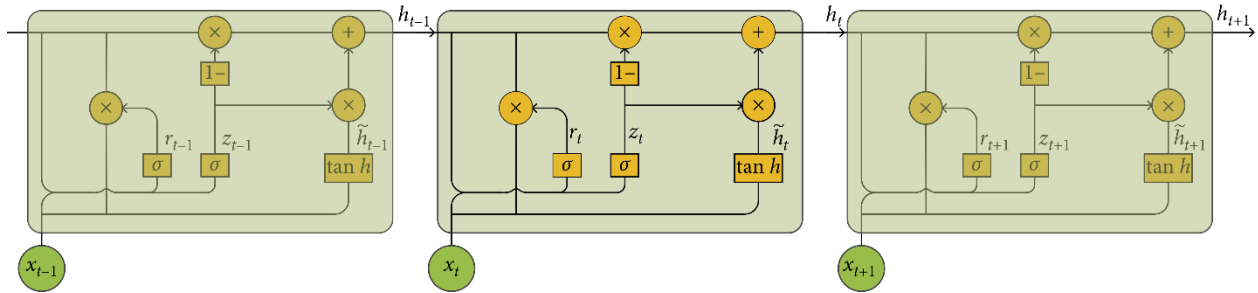 h_{t−1} h_t h_{t+1}
× + × + × +
1− 1− 1−
× × × × × ×
r_{t−1} z_{t−1} h̃_{t−1} r_t z_t h̃_t r_{t+1} z_{t+1} h̃_{t+1}
σ σ tan h σ σ tan h σ σ tan h
x_{t−1} x_t x_{t+1}